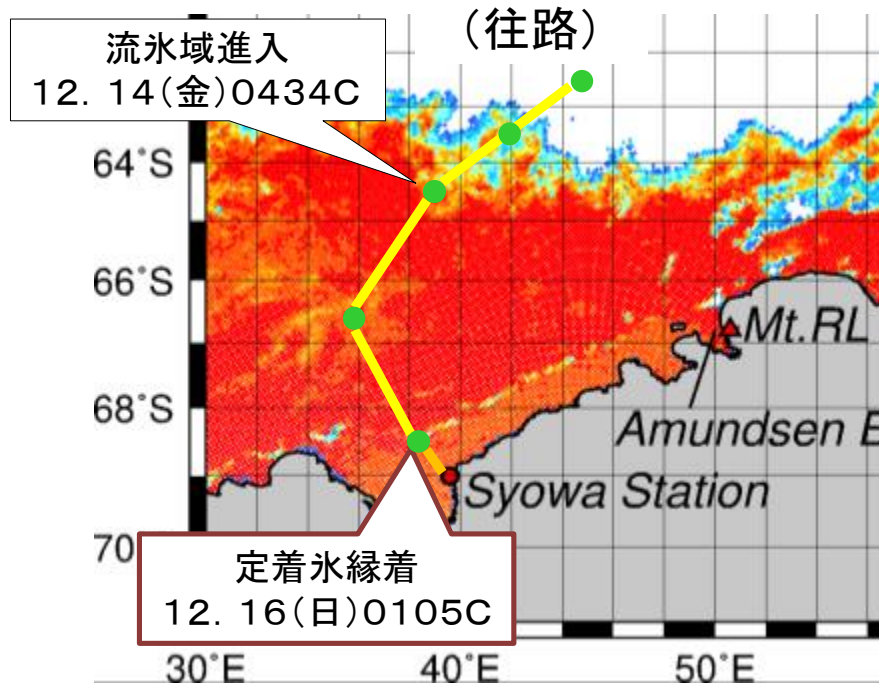 (往路)
流氷域進入
12. 14(金)0434C
64°S
66°S
Mt.RL
68°S
Amundsen B
Syowa Station
70
定着氷縁着
12. 16(日)0105C
30°E
40°E
50°E